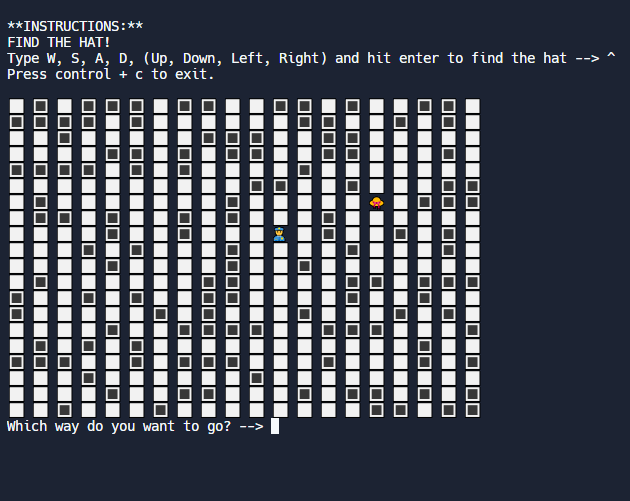 **INSTRUCTIONS:**
FIND THE HAT!
Type W, S, A, D, (Up, Down, Left, Right) and hit enter to find the hat --> ^
Press control + c to exit.
Which way do you want to go? -->